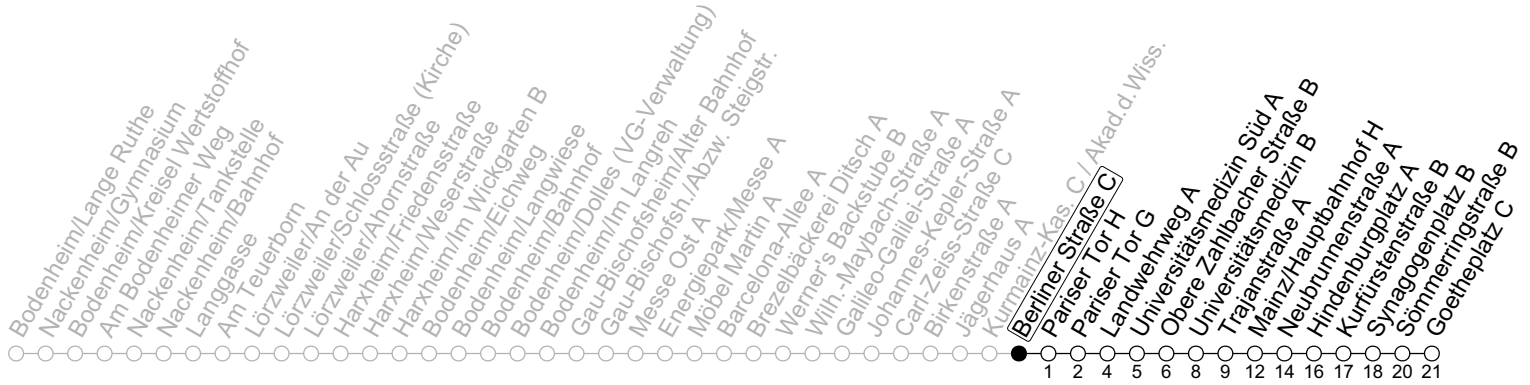 Bodenheim/Lange Ruthe
Nackenheim/Gymnasium
Bodenheim/Kreisel Wertstoffhof
Am Bodenheimer Weg
Nackenheim/Tankstelle
Nackenheim/Bahnhof
Langgasse
Am Teuerborn
Lörzweiler/An der Au
Lörzweiler/Schlossstraße (Kirche)
Lörzweiler/Ahornstraße
Harxheim/Friedensstraße
Harxheim/Weserstraße
Harxheim/Im Wickgarten B
Bodenheim/Eichweg
Bodenheim/Langwiese
Bodenheim/Bahnhof
Bodenheim/Dolles (VG-Verwaltung)
Bodenheim/Im Langreh
Gau-Bischofsheim/Alter Bahnhof
Gau-Bischofsh./Abzw. Steigstr.
Messe Ost A
Energiepark/Messe A
Möbel Martin A
Barcelona-Allee A
Brezelbäckerei Ditsch A
Werner's Backstube B
Wilh.-Maybach-Straße A
Galileo-Galilei-Straße A
Johannes-Kepler-Straße A
Carl-Zeiss-Straße C
Birkenstraße A
Jägerhaus A
Kurmainz-Kas. C / Akad.d.Wiss.
Berliner Straße C
Pariser Tor H
Pariser Tor G
Landwehrweg A
Universitätsmedizin Süd A
Obere Zahlbacher Straße B
Universitätsmedizin B
Trajanstraße A
Mainz/Hauptbahnhof H
Neubrunnenstraße A
Hindenburgplatz A
Kurfürstenstraße B
Synagogenplatz B
Sömmerringstraße B
Goetheplatz C
1 2 4 5 6 8 9 12 14 16 17 18 20 21